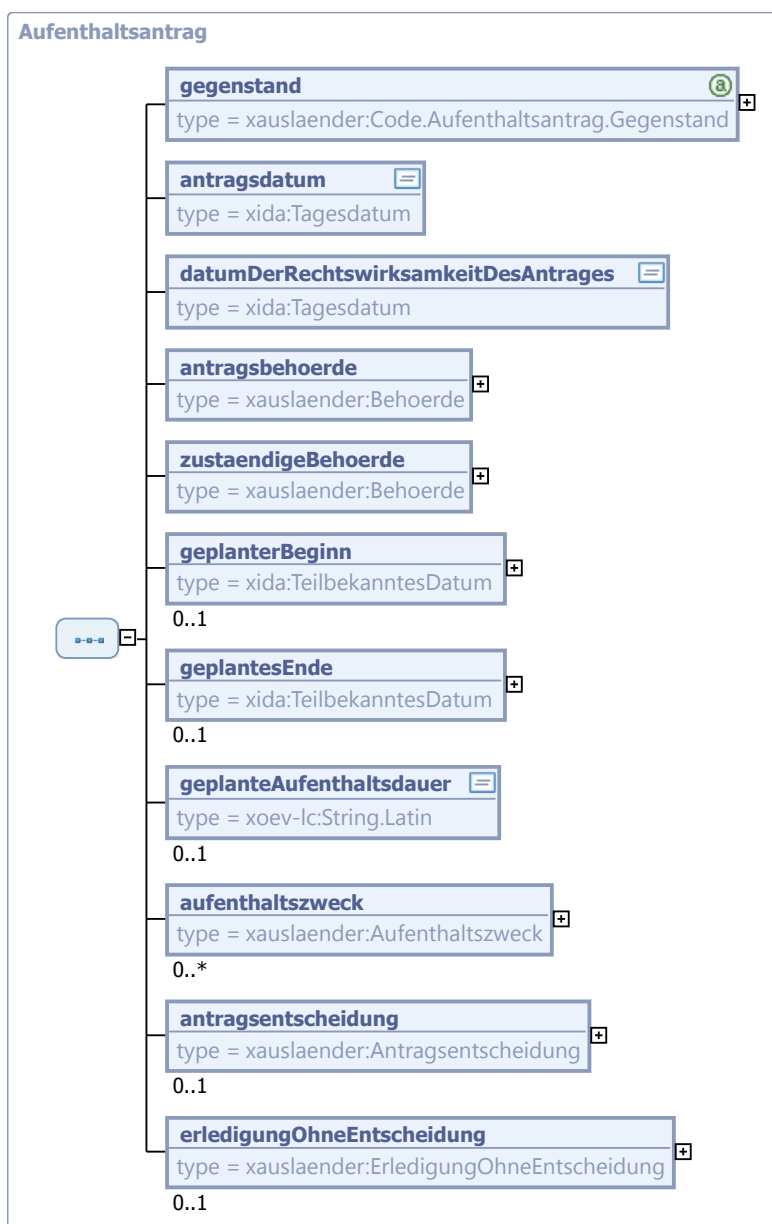 Aufenthaltsantrag
gegenstand
a
type = xauslaender:Code.Aufenthaltsantrag.Gegenstand
antragsdatum
type = xida:Tagesdatum
datumDerRechtswirksamkeitDesAntrages
type = xida:Tagesdatum
antragsbehoerde
type = xauslaender:Behoerde
zustaendigeBehoerde
type = xauslaender:Behoerde
geplanterBeginn
type = xida:TeilbekanntesDatum
0..1
geplantesEnde
type = xida:TeilbekanntesDatum
0..1
geplanteAufenthaltsdauer
type = xoev-lc:String.Latin
0..1
aufenthaltszweck
type = xauslaender:Aufenthaltszweck
0..*
antragsentscheidung
type = xauslaender:Antragsentscheidung
0..1
erledigungOhneEntscheidung
type = xauslaender:ErledigungOhneEntscheidung
0..1